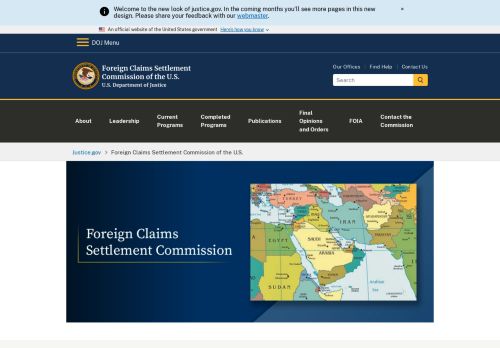 Welcome to the new look of justice.gov. In the coming months you'll see more pages in this new
design. Please share your feedback with our webmaster.
×
An official website of the United States government Here's how you know
DOJ Menu
Foreign Claims Settlement
Commission of the U.S.
U.S. Department of Justice
Our Offices Find Help Contact Us
Search
About
Leadership
Current
Programs
Completed
Programs
Publications
Final
Opinions
and Orders
FOIA
Contact the
Commission
Justice.gov > Foreign Claims Settlement Commission of the U.S.
Foreign Claims
Settlement Commission
TURKEY
IRAN
EGYPT
SAUDI
ARABIA
SUDAN
Arabian
Sea